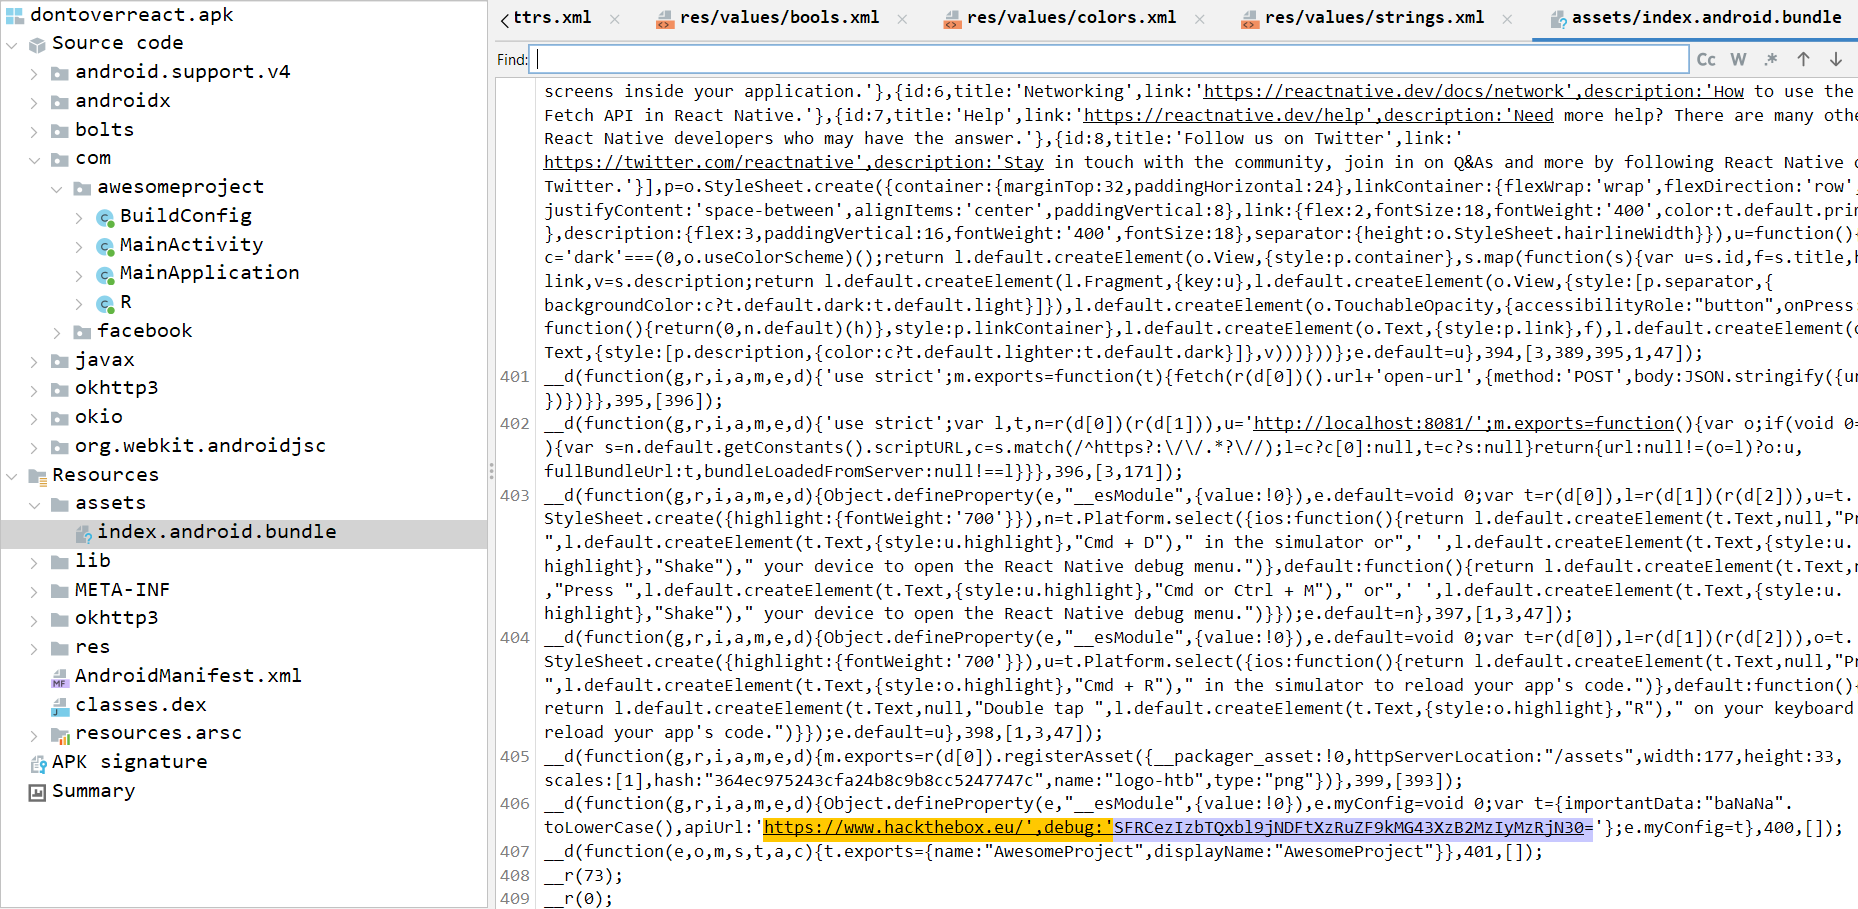 dontoverreact.apk
Source code
android.support.v4
androidx
bolts
com
awesomeproject
BuildConfig
MainActivity
MainApplication
R
facebook
javax
okhttp3
okio
org.webkit.androidjsc
Resources
assets
index.android.bundle
lib
META-INF
okhttp3
res
AndroidManifest.xml
classes.dex
resources.arsc
APK signature
Summary
ttrs.xml × res/values/bools.xml × res/values/colors.xml × res/values/strings.xml × assets/index.android.bundle
Find: Cc W .* ↑ ↓
screens inside your application.'},{id:6,title:'Networking',link:'https://reactnative.dev/docs/network',description:'How to use the
Fetch API in React Native.'},{id:7,title:'Help',link:'https://reactnative.dev/help',description:'Need more help? There are many othe
React Native developers who may have the answer.'},{id:8,title:'Follow us on Twitter',link:'
https://twitter.com/reactnative',description:'Stay in touch with the community, join in on Q&As and more by following React Native o
Twitter.'}],p=o.StyleSheet.create({container:{marginTop:32,paddingHorizontal:24},linkContainer:{flexWrap:'wrap',flexDirection:'row',
justifyContent:'space-between',alignItems:'center',paddingVertical:8},link:{flex:2,fontSize:18,fontWeight:'400',color:t.default.prim
},description:{flex:3,paddingVertical:16,fontWeight:'400',fontSize:18},separator:{height:o.StyleSheet.hairlineWidth}}),u=function(){
c='dark'===(0,o.useColorScheme)();return l.default.createElement(o.View,{style:p.container},s.map(function(s){var u=s.id,f=s.title,h
link,v=s.description;return l.default.createElement(l.Fragment,{key:u},l.default.createElement(o.View,{style:[p.separator,{
backgroundColor:c?t.default.dark:t.default.light}]}),l.default.createElement(o.TouchableOpacity,{accessibilityRole:"button",onPress:
function(){return(0,n.default)(h)},style:p.linkContainer},l.default.createElement(o.Text,{style:p.link},f),l.default.createElement(o
Text,{style:[p.description,{color:c?t.default.lighter:t.default.dark}]},v)))}))};e.default=u},394,[3,389,395,1,47]);
401 __d(function(g,r,i,a,m,e,d){'use strict';m.exports=function(t){fetch(r(d[0])().url+'open-url',{method:'POST',body:JSON.stringify({ur
})})}},395,[396]);
402 __d(function(g,r,i,a,m,e,d){'use strict';var l,t,n=r(d[0])(r(d[1])),u='http://localhost:8081/';m.exports=function(){var o;if(void 0=
){var s=n.default.getConstants().scriptURL,c=s.match(/^https?:\/\/.*?\//);l=c?c[0]:null,t=c?s:null}return{url:null!=(o=l)?o:u,
fullBundleUrl:t,bundleLoadedFromServer:null!==l}}},396,[3,171]);
403 __d(function(g,r,i,a,m,e,d){Object.defineProperty(e,"__esModule",{value:!0}),e.default=void 0;var t=r(d[0]),l=r(d[1])(r(d[2])),u=t.
StyleSheet.create({highlight:{fontWeight:'700'}}),n=t.Platform.select({ios:function(){return l.default.createElement(t.Text,null,"Pr
",l.default.createElement(t.Text,{style:u.highlight},"Cmd + D")," in the simulator or",' ',l.default.createElement(t.Text,{style:u.
highlight},"Shake")," your device to open the React Native debug menu.")},default:function(){return l.default.createElement(t.Text,n
,"Press ",l.default.createElement(t.Text,{style:u.highlight},"Cmd or Ctrl + M")," or",' ',l.default.createElement(t.Text,{style:u.
highlight},"Shake")," your device to open the React Native debug menu.")}});e.default=n},397,[1,3,47]);
404 __d(function(g,r,i,a,m,e,d){Object.defineProperty(e,"__esModule",{value:!0}),e.default=void 0;var t=r(d[0]),l=r(d[1])(r(d[2])),o=t.
StyleSheet.create({highlight:{fontWeight:'700'}}),u=t.Platform.select({ios:function(){return l.default.createElement(t.Text,null,"Pr
",l.default.createElement(t.Text,{style:o.highlight},"Cmd + R")," in the simulator to reload your app's code.")},default:function(){
return l.default.createElement(t.Text,null,"Double tap ",l.default.createElement(t.Text,{style:o.highlight},"R")," on your keyboard
reload your app's code.")}});e.default=u},398,[1,3,47]);
405 __d(function(g,r,i,a,m,e,d){m.exports=r(d[0]).registerAsset({__packager_asset:!0,httpServerLocation:"/assets",width:177,height:33,
scales:[1],hash:"364ec975243cfa24b8c9b8cc5247747c",name:"logo-htb",type:"png"})},399,[393]);
406 __d(function(g,r,i,a,m,e,d){Object.defineProperty(e,"__esModule",{value:!0}),e.myConfig=void 0;var t={importantData:"baNaNa".
toLowerCase(),apiUrl:'https://www.hackthebox.eu/',debug:'SFRCezIzbTQxbl9jNDFtXzRuZF9kMG43XzB2MzIyMzRjN30='};e.myConfig=t},400,[]);
407 __d(function(e,o,m,s,t,a,c){t.exports={name:"AwesomeProject",displayName:"AwesomeProject"}},401,[]);
408 __r(73);
409 __r(0);